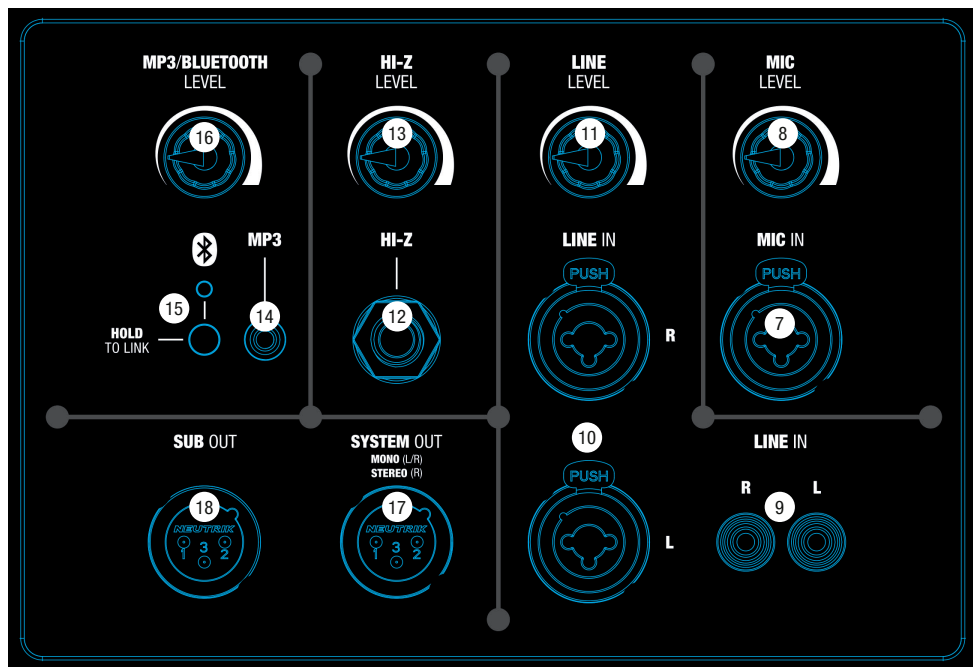 MP3/BLUETOOTH
LEVEL
16
HI-Z
LEVEL
13
LINE
LEVEL
11
MIC
LEVEL
8
15
HOLD
TO LINK
MP3
14
HI-Z
12
LINE IN
PUSH
R
MIC IN
PUSH
7
SUB OUT
18
NEUTRIK
1 3 2
SYSTEM OUT
MONO (L/R)
STEREO (R)
17
NEUTRIK
1 3 2
10
PUSH
L
LINE IN
R L
9